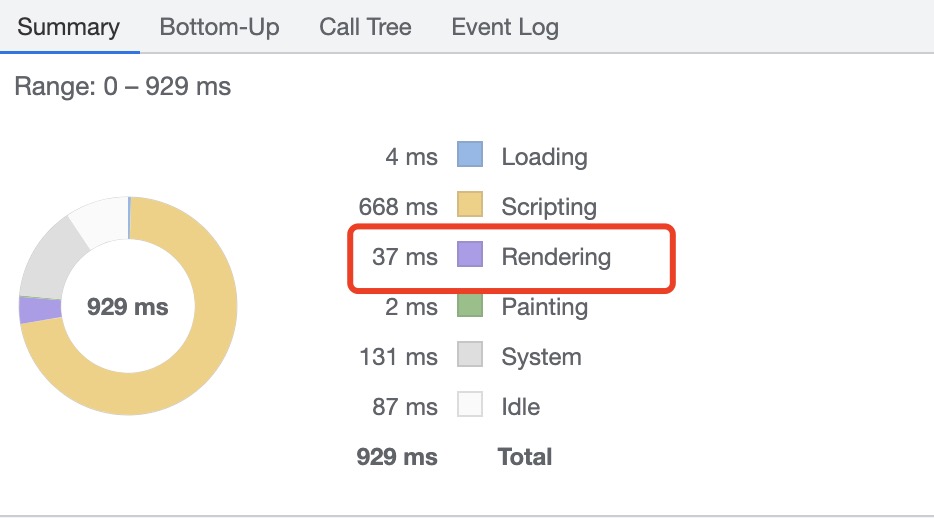 Summary Bottom-Up Call Tree Event Log
Range: 0 – 929 ms
4 ms Loading
668 ms Scripting
37 ms Rendering
929 ms
2 ms Painting
131 ms System
87 ms Idle
929 ms Total